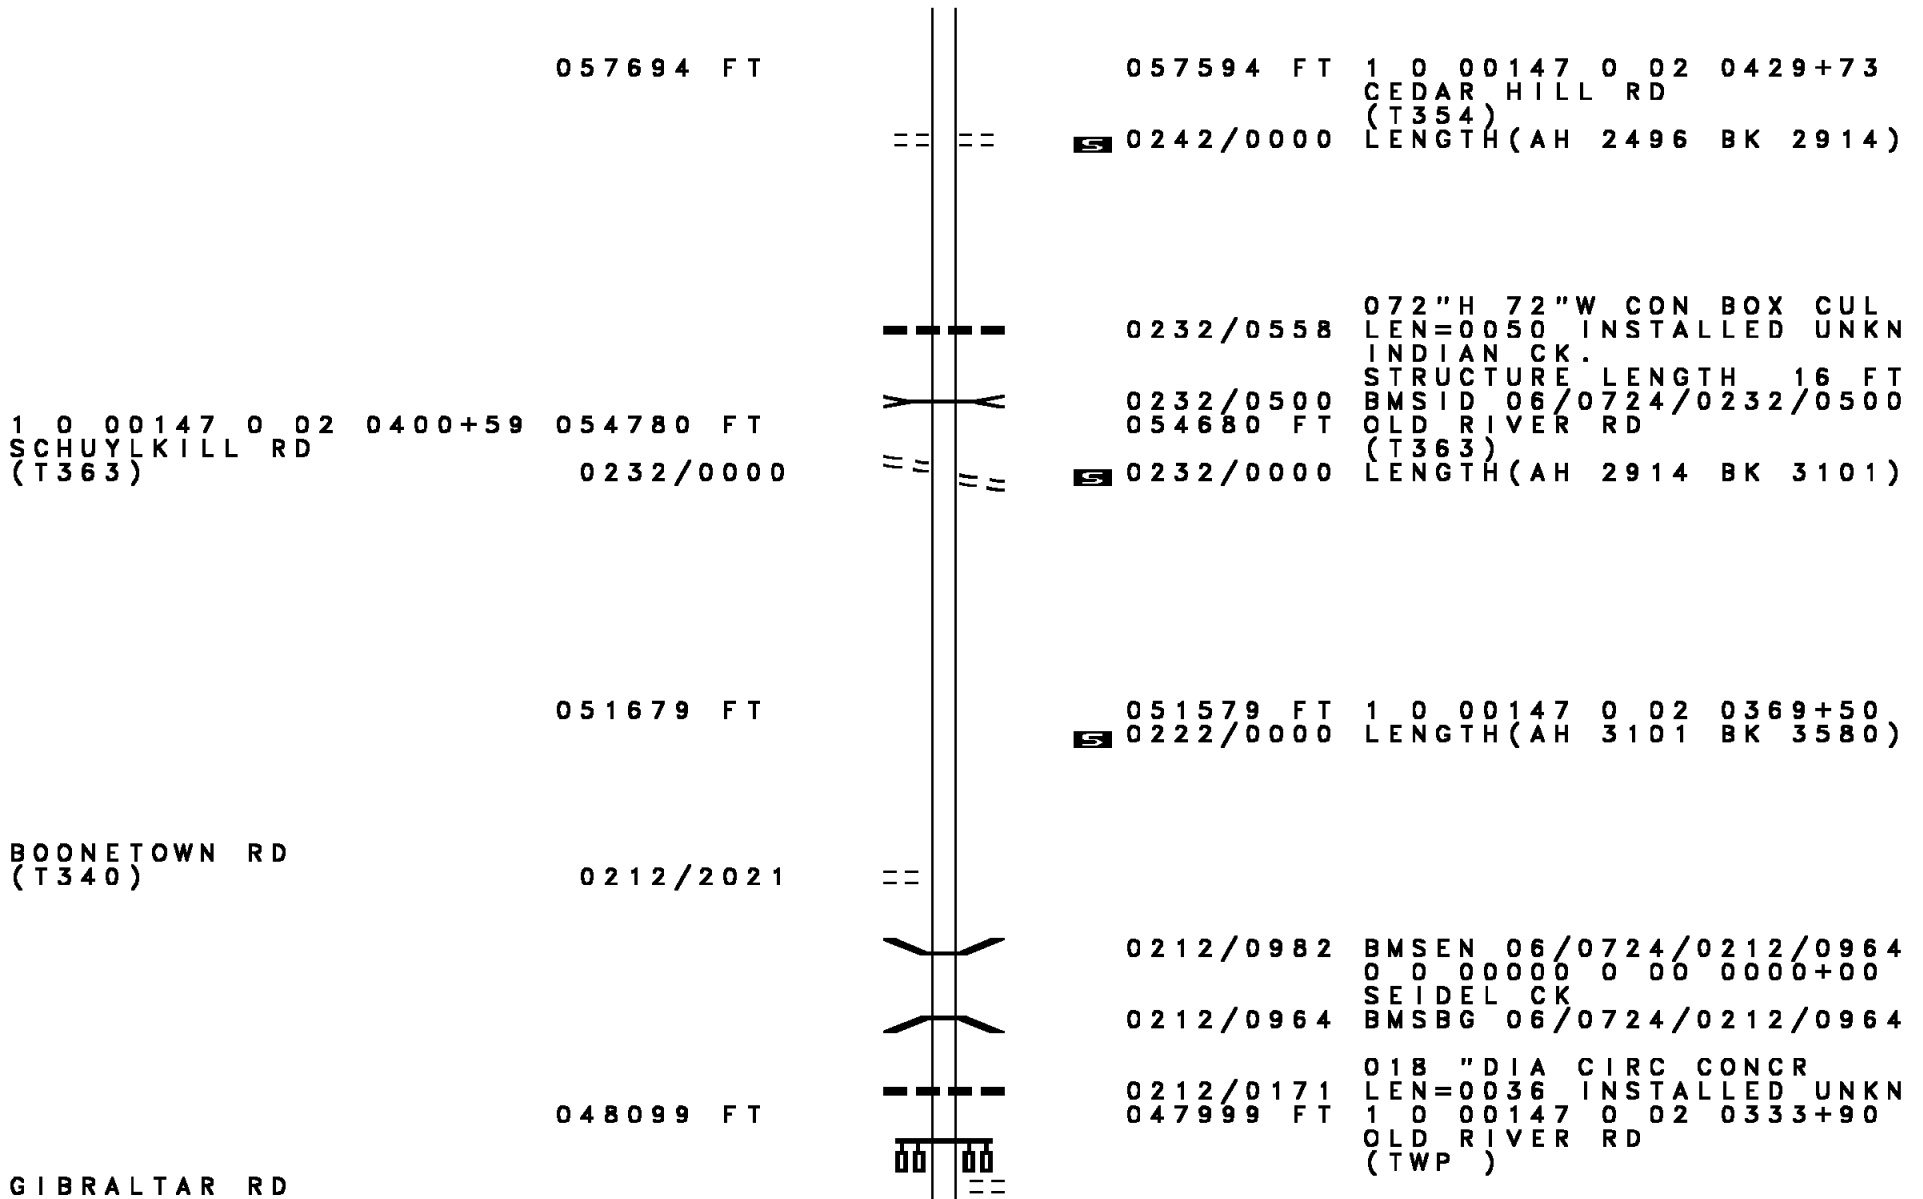 057694 FT 057594 FT 1 0 00147 0 02 0429+73
CEDAR HILL RD
(T354)
S 0242/0000 LENGTH(AH 2496 BK 2914)
072"H 72"W CON BOX CUL
0232/0558 LEN=0050 INSTALLED UNKN
INDIAN CK.
STRUCTURE LENGTH 16 FT
0232/0500 BMSID 06/0724/0232/0500
1 0 00147 0 02 0400+59 054780 FT 054680 FT OLD RIVER RD
SCHUYLKILL RD (T363)
(T363) 0232/0000 S 0232/0000 LENGTH(AH 2914 BK 3101)
051679 FT 051579 FT 1 0 00147 0 02 0369+50
S 0222/0000 LENGTH(AH 3101 BK 3580)
BOONETOWN RD
(T340) 0212/2021
0212/0982 BMSEN 06/0724/0212/0964
0 0 00000 0 00 0000+00
SEIDEL CK
0212/0964 BMSBG 06/0724/0212/0964
018 "DIA CIRC CONCR
0212/0171 LEN=0036 INSTALLED UNKN
048099 FT 047999 FT 1 0 00147 0 02 0333+90
OLD RIVER RD
(TWP )
GIBRALTAR RD